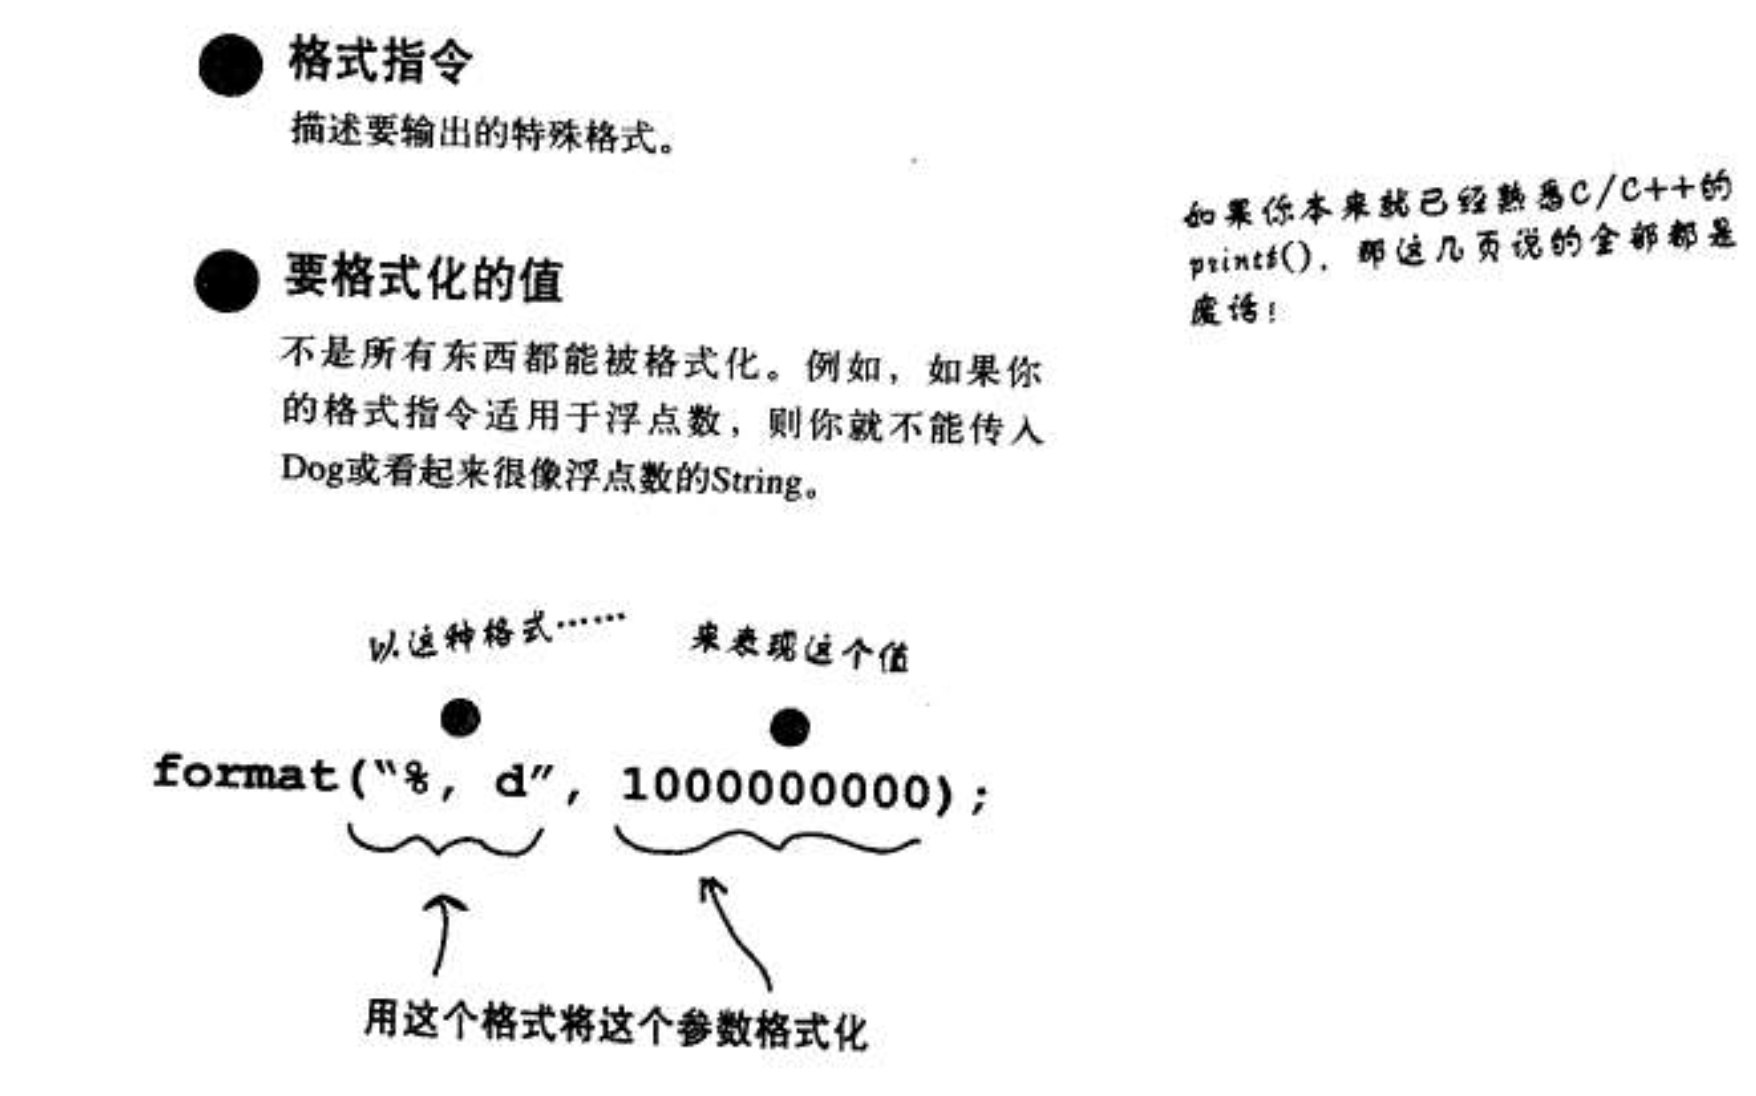 格式指令
描述要输出的特殊格式。
如果你本来就已经熟悉C/C++的
printf(),那这几页说的全部都是
废话!
要格式化的值
不是所有东西都能被格式化。例如，如果你
的格式指令适用于浮点数，则你就不能传入
Dog或看起来很像浮点数的String。
以这种格式…… 来表现这个值
format(“%, d”, 1000000000);
用这个格式将这个参数格式化